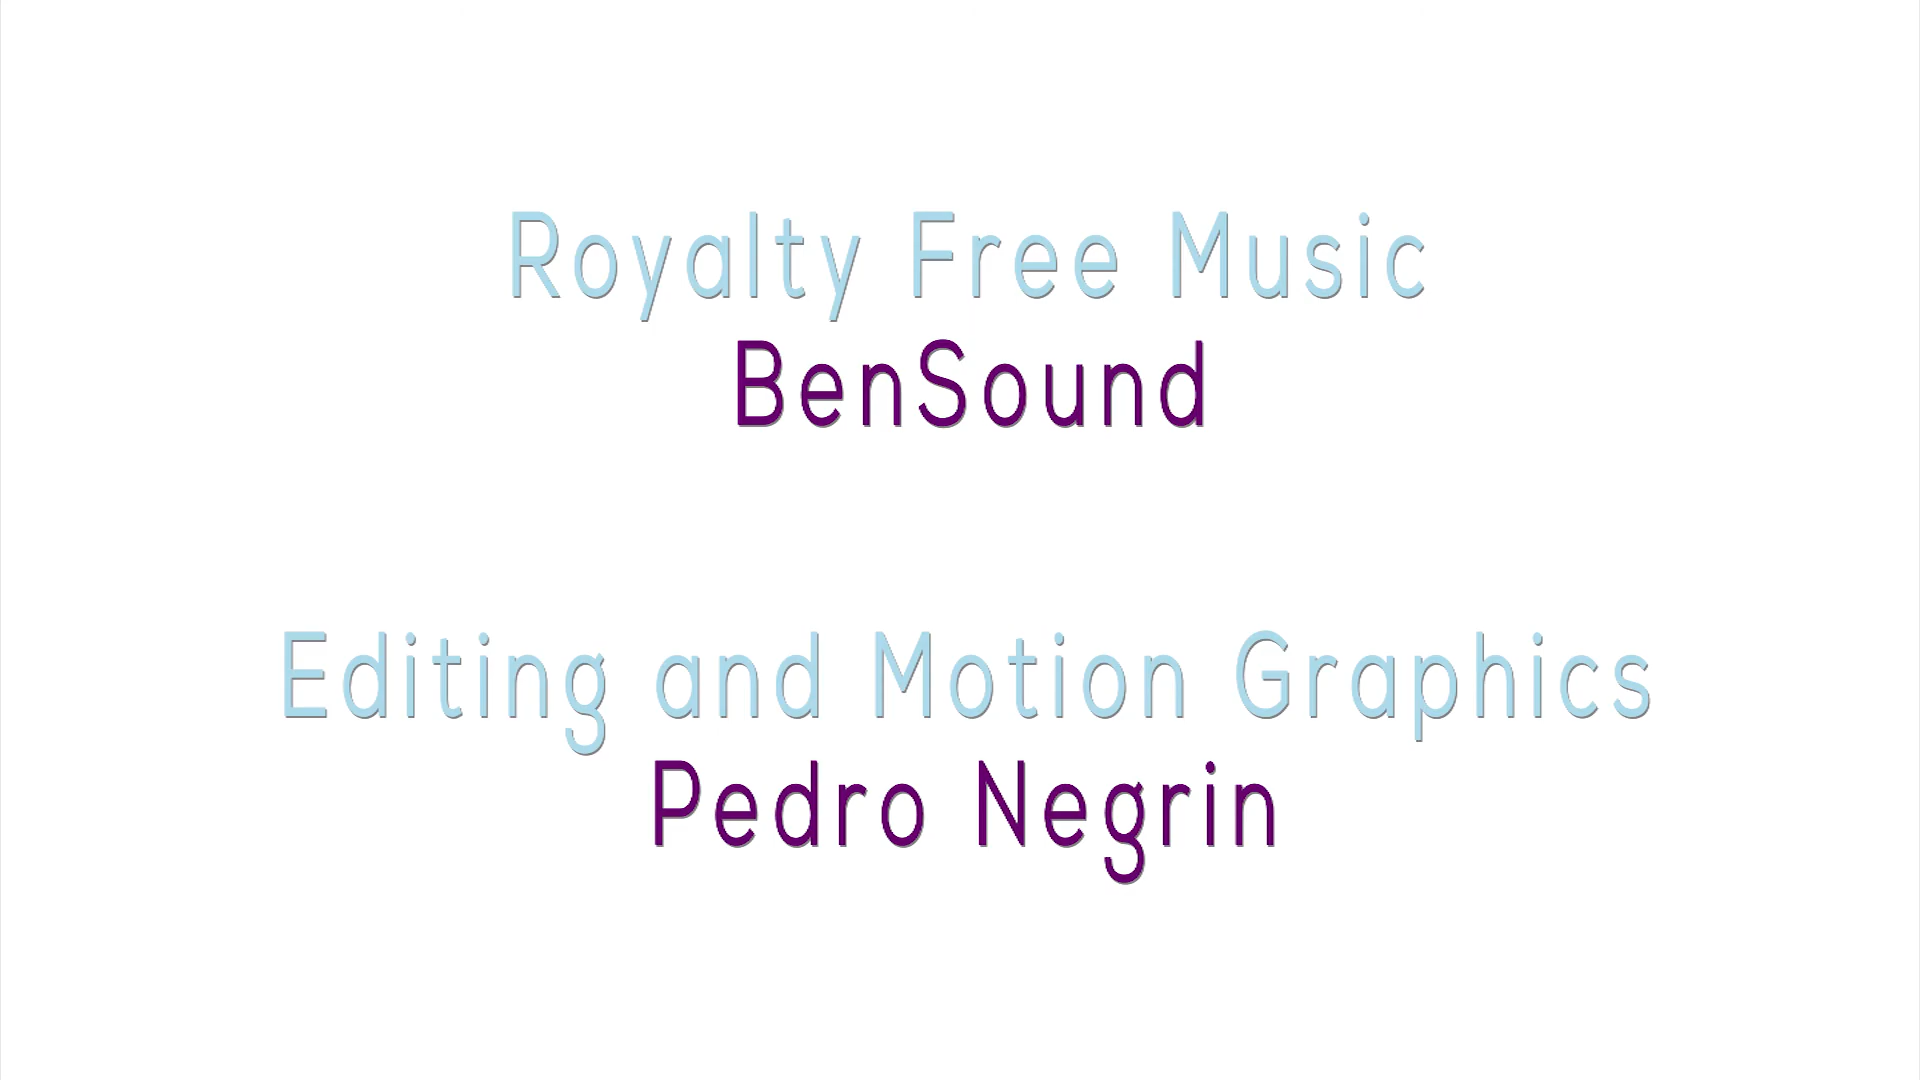 Royalty Free Music
BenSound
Editing and Motion Graphics
Pedro Negrin